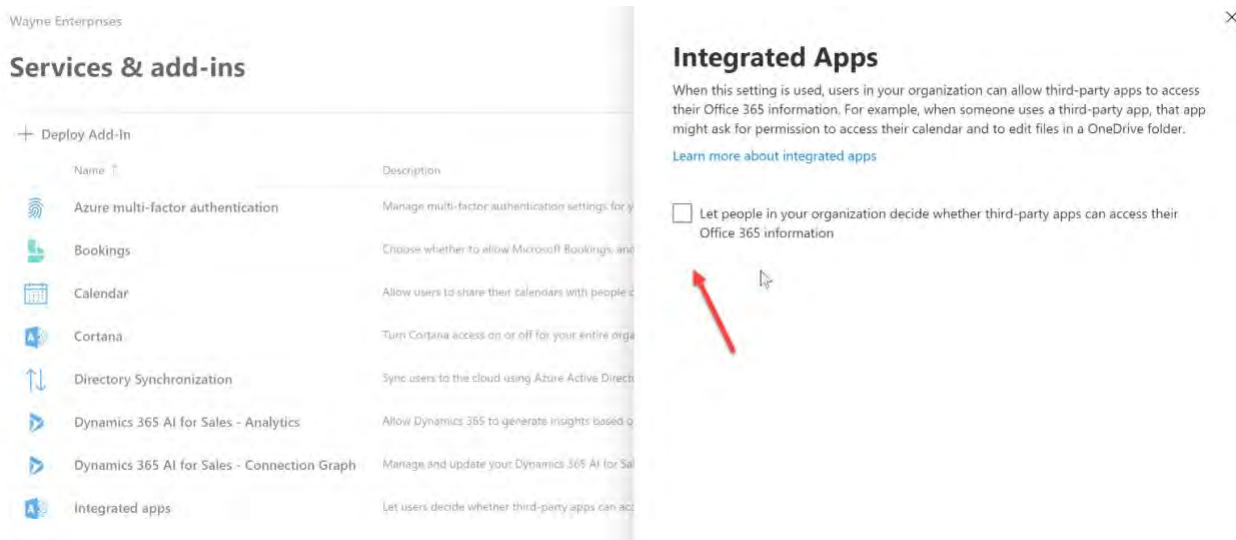 Wayne Enterprises
Services & add-ins
Deploy Add-In
Name
Description
Azure multi-factor authentication
Manage multi-factor authentication settings for y
Bookings
Choose whether to allow Microsoft Bookings, and
Calendar
Allow users to share their calendars with people o
Cortana
Turn Cortana access on or off for your entire orga
Directory Synchronization
Sync users to the cloud using Azure Active Direct
Dynamics 365 AI for Sales - Analytics
Allow Dynamics 365 to generate insights based o
Dynamics 365 AI for Sales - Connection Graph
Manage and update your Dynamics 365 AI for Sal
Integrated apps
Let users decide whether third-party apps can acc
Integrated Apps
When this setting is used, users in your organization can allow third-party apps to access
their Office 365 information. For example, when someone uses a third-party app, that app
might ask for permission to access their calendar and to edit files in a OneDrive folder.
Learn more about integrated apps
Let people in your organization decide whether third-party apps can access their
Office 365 information